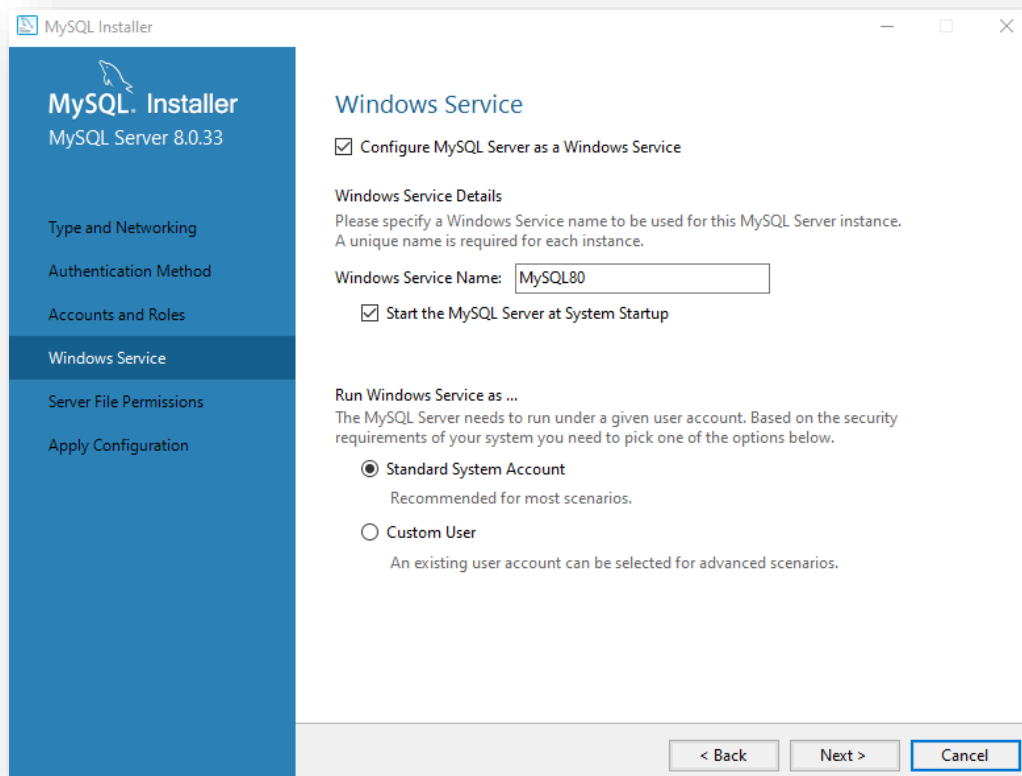 MySQL Installer
MySQL. Installer
MySQL Server 8.0.33
Type and Networking
Authentication Method
Accounts and Roles
Windows Service
Server File Permissions
Apply Configuration
Windows Service
Configure MySQL Server as a Windows Service
Windows Service Details
Please specify a Windows Service name to be used for this MySQL Server instance.
A unique name is required for each instance.
Windows Service Name: MySQL80
Start the MySQL Server at System Startup
Run Windows Service as ...
The MySQL Server needs to run under a given user account. Based on the security
requirements of your system you need to pick one of the options below.
Standard System Account
Recommended for most scenarios.
Custom User
An existing user account can be selected for advanced scenarios.
< Back Next > Cancel